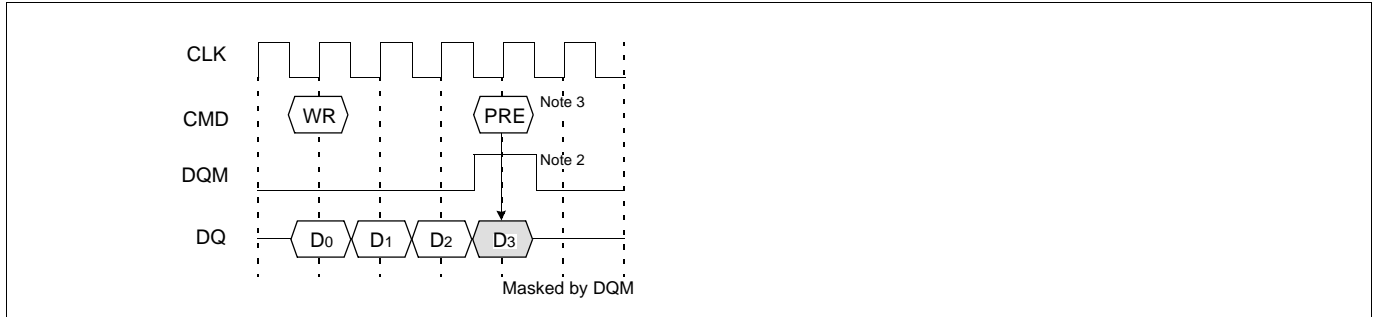 CLK
CMD WR PRE Note 3
DQM Note 2
DQ D0 D1 D2 D3
Masked by DQM